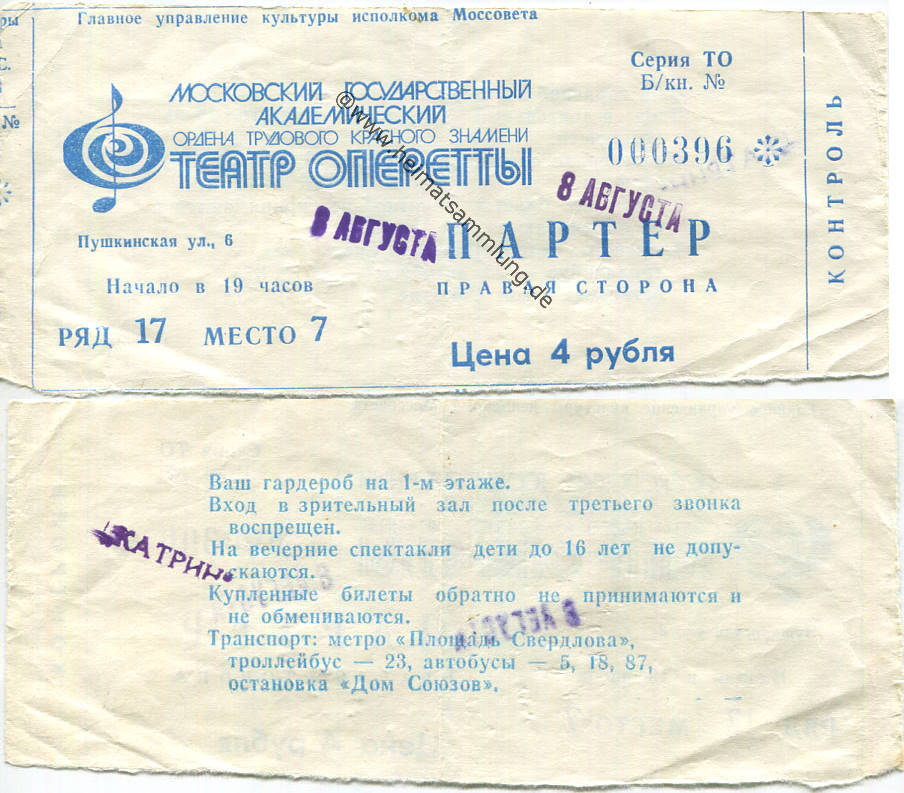 Главное управление культуры исполкома Моссовета
МОСКОВСКИЙ ГОСУДАРСТВЕННЫЙ
АКАДЕМИЧЕСКИЙ
ОРДЕНА ТРУДОВОГО КРАСНОГО ЗНАМЕНИ
ТЕАТР ОПЕРЕТТЫ
Серия ТО
Б/кн. №
000396
КОНТРОЛЬ
8 АВГУСТА
8 АВГУСТА
Пушкинская ул., 6
ПАРТЕР
Начало в 19 часов
ПРАВАЯ СТОРОНА
РЯД 17 МЕСТО 7
Цена 4 рубля
@www.heimatsammlung.de
Ваш гардероб на 1-м этаже.
Вход в зрительный зал после третьего звонка
воспрещен.
На вечерние спектакли дети до 16 лет не допу-
скаются.
Купленные билеты обратно не принимаются и
не обмениваются.
Транспорт: метро «Площадь Свердлова»,
троллейбус — 23, автобусы — 5, 18, 87,
остановка «Дом Союзов».
КАТРИН